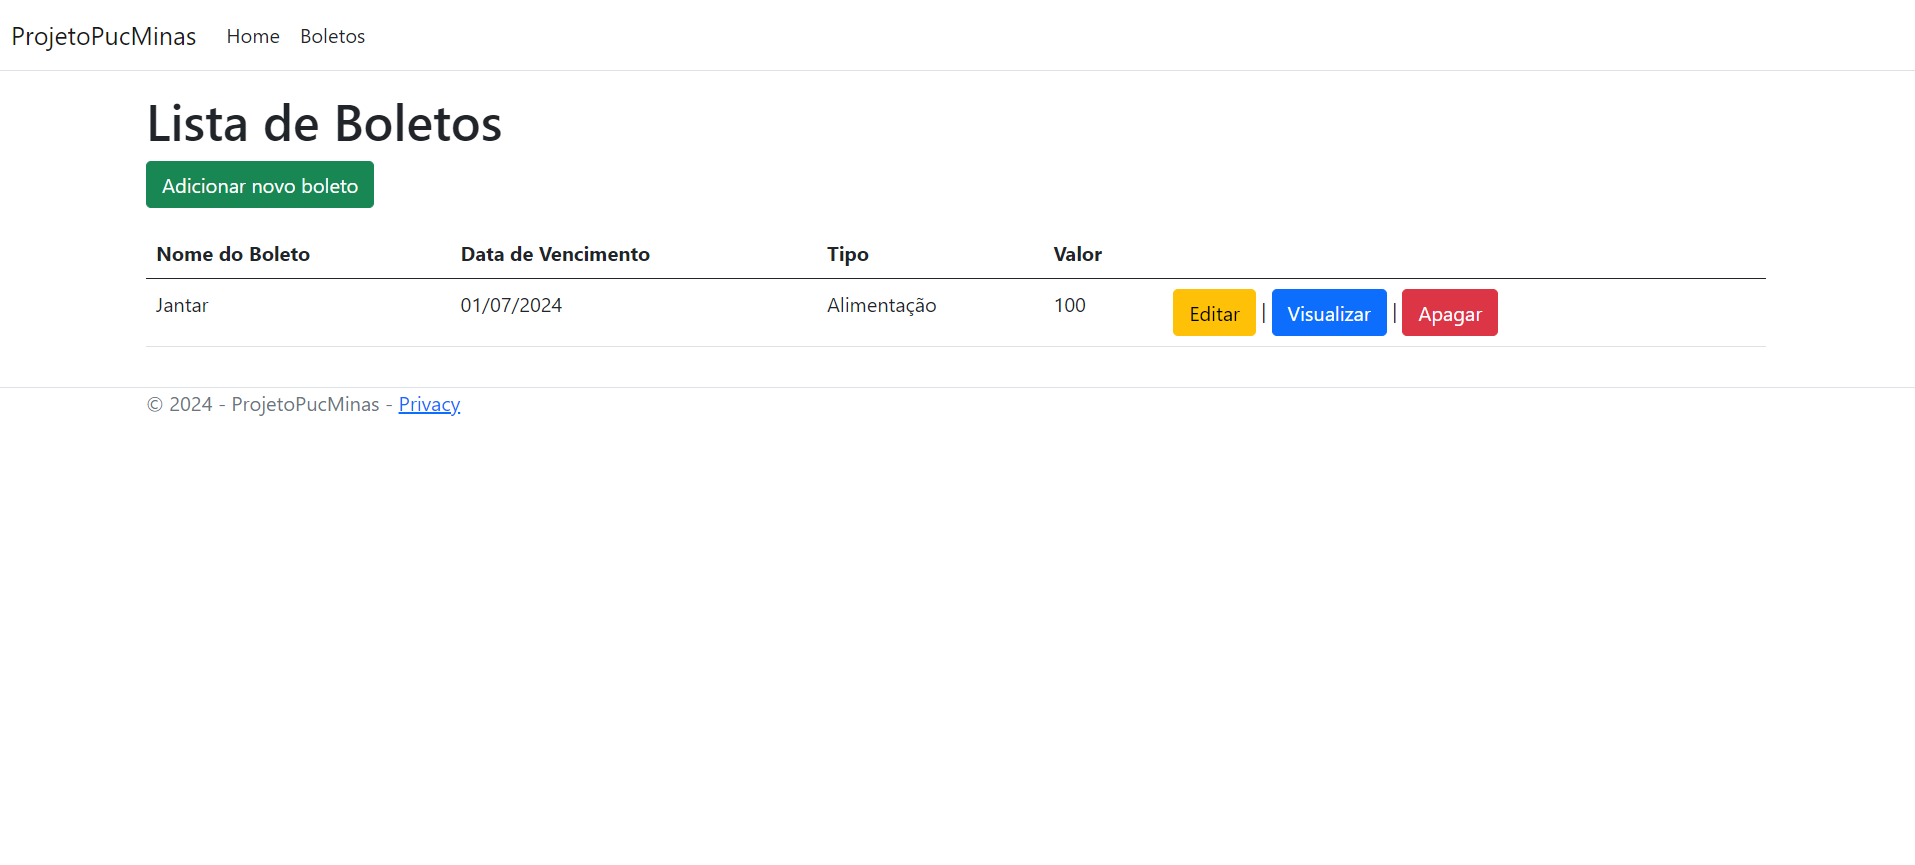 ProjetoPucMinas Home Boletos
Lista de Boletos
Adicionar novo boleto
Nome do Boleto Data de Vencimento Tipo Valor
Jantar 01/07/2024 Alimentação 100 Editar | Visualizar | Apagar
© 2024 - ProjetoPucMinas - Privacy